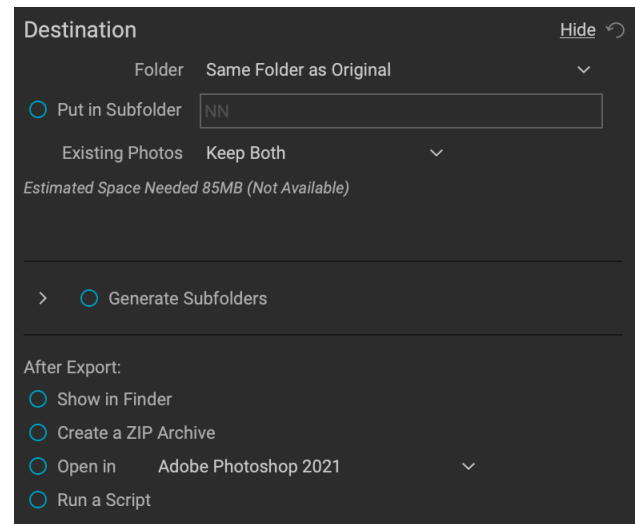 Destination Hide
Folder Same Folder as Original
Put in Subfolder NN
Existing Photos Keep Both
Estimated Space Needed 85MB (Not Available)
Generate Subfolders
After Export:
Show in Finder
Create a ZIP Archive
Open in Adobe Photoshop 2021
Run a Script